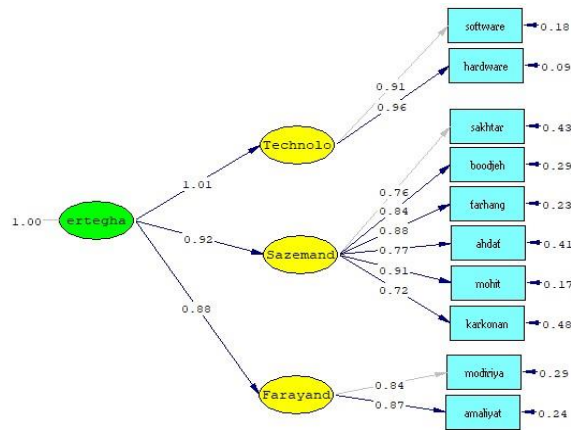 software
0.18
hardware
0.09
0.91
0.96
Technolo
sakhtar
0.43
boodjeh
0.29
1.01
0.76
0.84
farhang
0.23
0.88
1.00
ertegha
0.92
Sazemand
0.77
ahdaf
0.41
0.91
mohit
0.17
0.72
karkonan
0.48
0.88
modiriya
0.29
0.84
Farayand
0.87
amaliyat
0.24